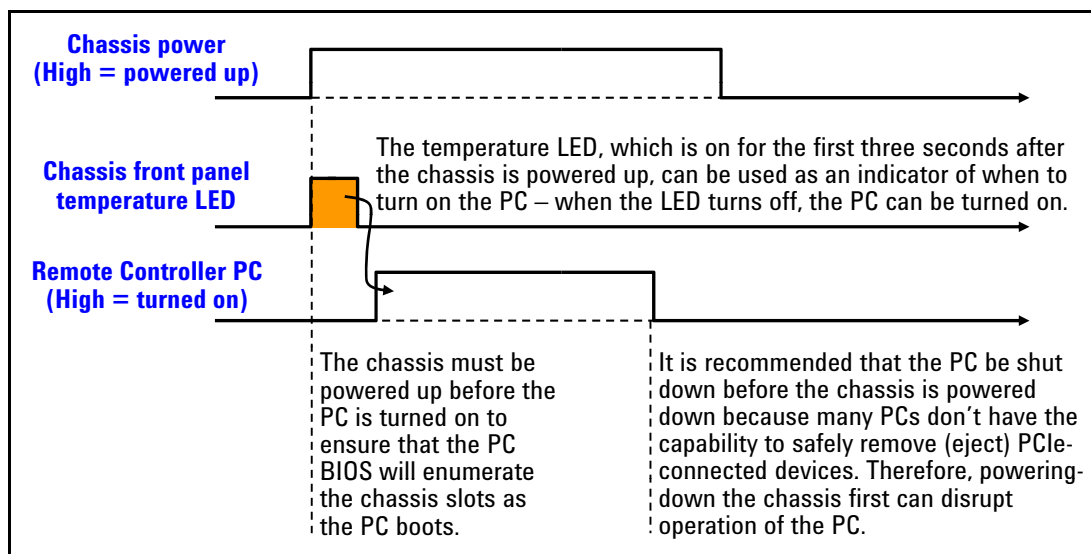 Chassis power
(High = powered up)
Chassis front panel
temperature LED
The temperature LED, which is on for the first three seconds after
the chassis is powered up, can be used as an indicator of when to
turn on the PC – when the LED turns off, the PC can be turned on.
Remote Controller PC
(High = turned on)
The chassis must be
powered up before the
PC is turned on to
ensure that the PC
BIOS will enumerate
the chassis slots as
the PC boots.
It is recommended that the PC be shut
down before the chassis is powered
down because many PCs don't have the
capability to safely remove (eject) PCIe-
connected devices. Therefore, powering-
down the chassis first can disrupt
operation of the PC.